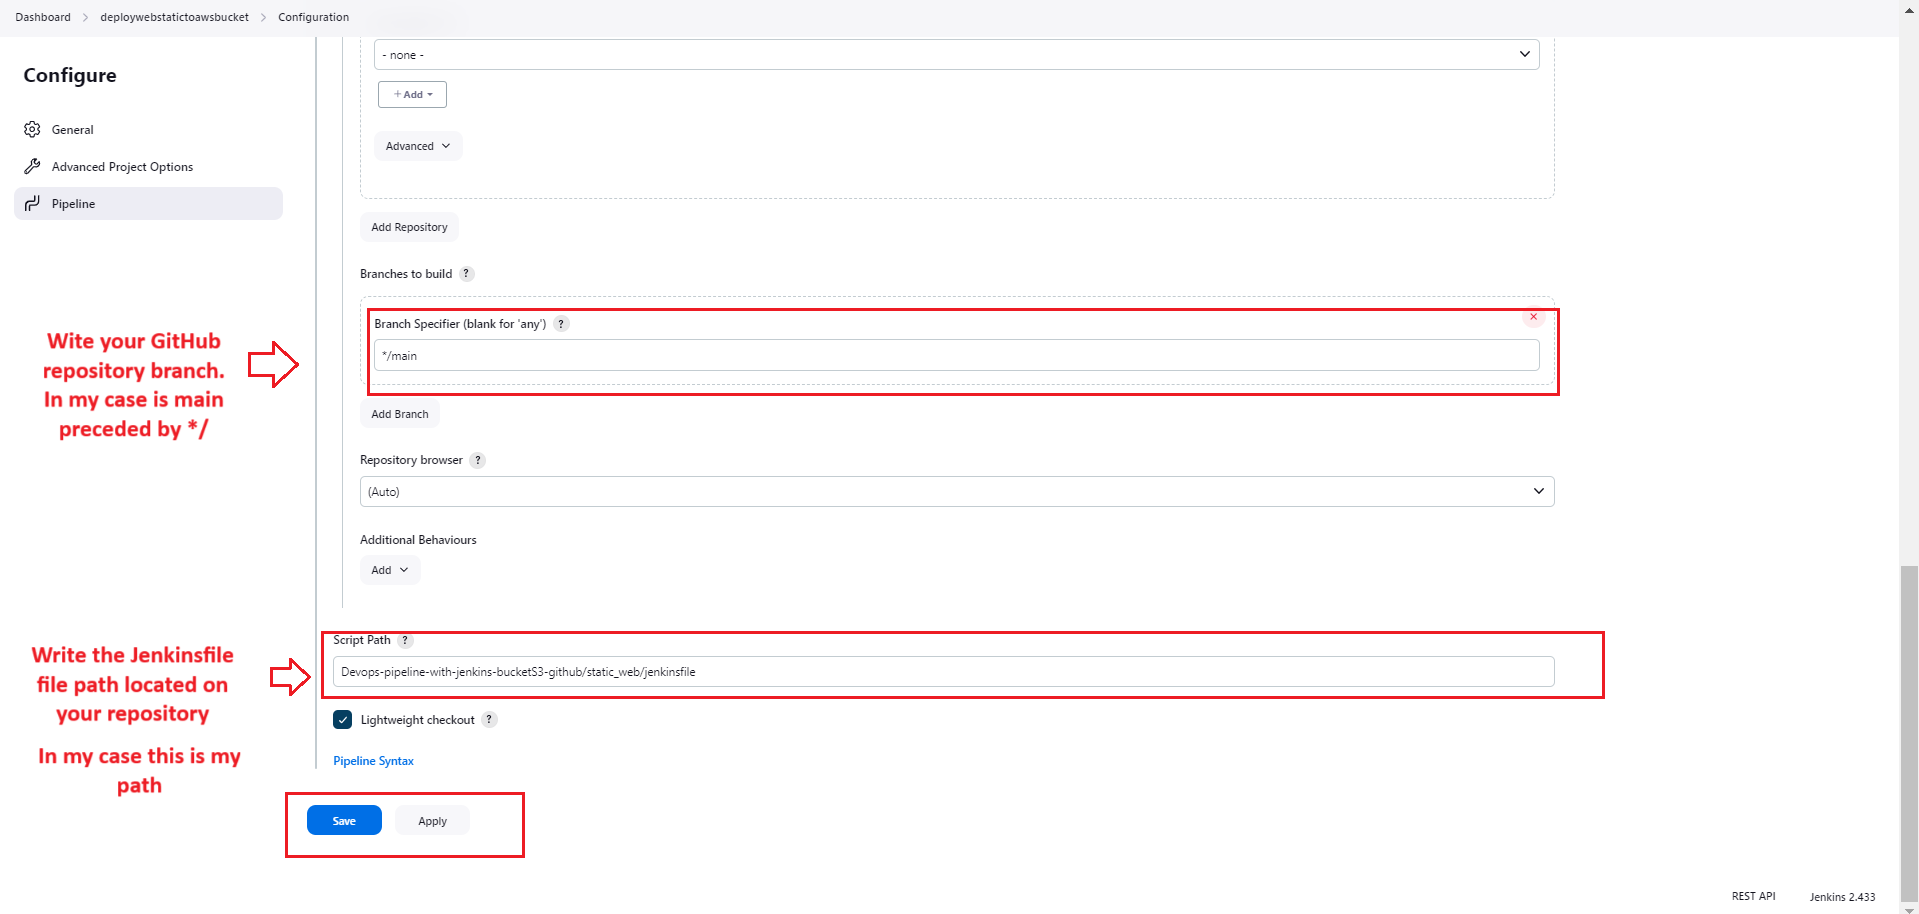 Dashboard > deploywebstatictoawsbucket > Configuration
Configure
General
Advanced Project Options
Pipeline
- none -
+ Add
Advanced
Add Repository
Branches to build ?
Branch Specifier (blank for 'any') ?
*/main
Wite your GitHub
repository branch.
In my case is main
preceded by */
Add Branch
Repository browser ?
(Auto)
Additional Behaviours
Add
Script Path ?
Devops-pipeline-with-jenkins-bucketS3-github/static_web/jenkinsfile
Write the Jenkinsfile
file path located on
your repository
In my case this is my
path
Lightweight checkout ?
Pipeline Syntax
Save
Apply
REST API
Jenkins 2.433